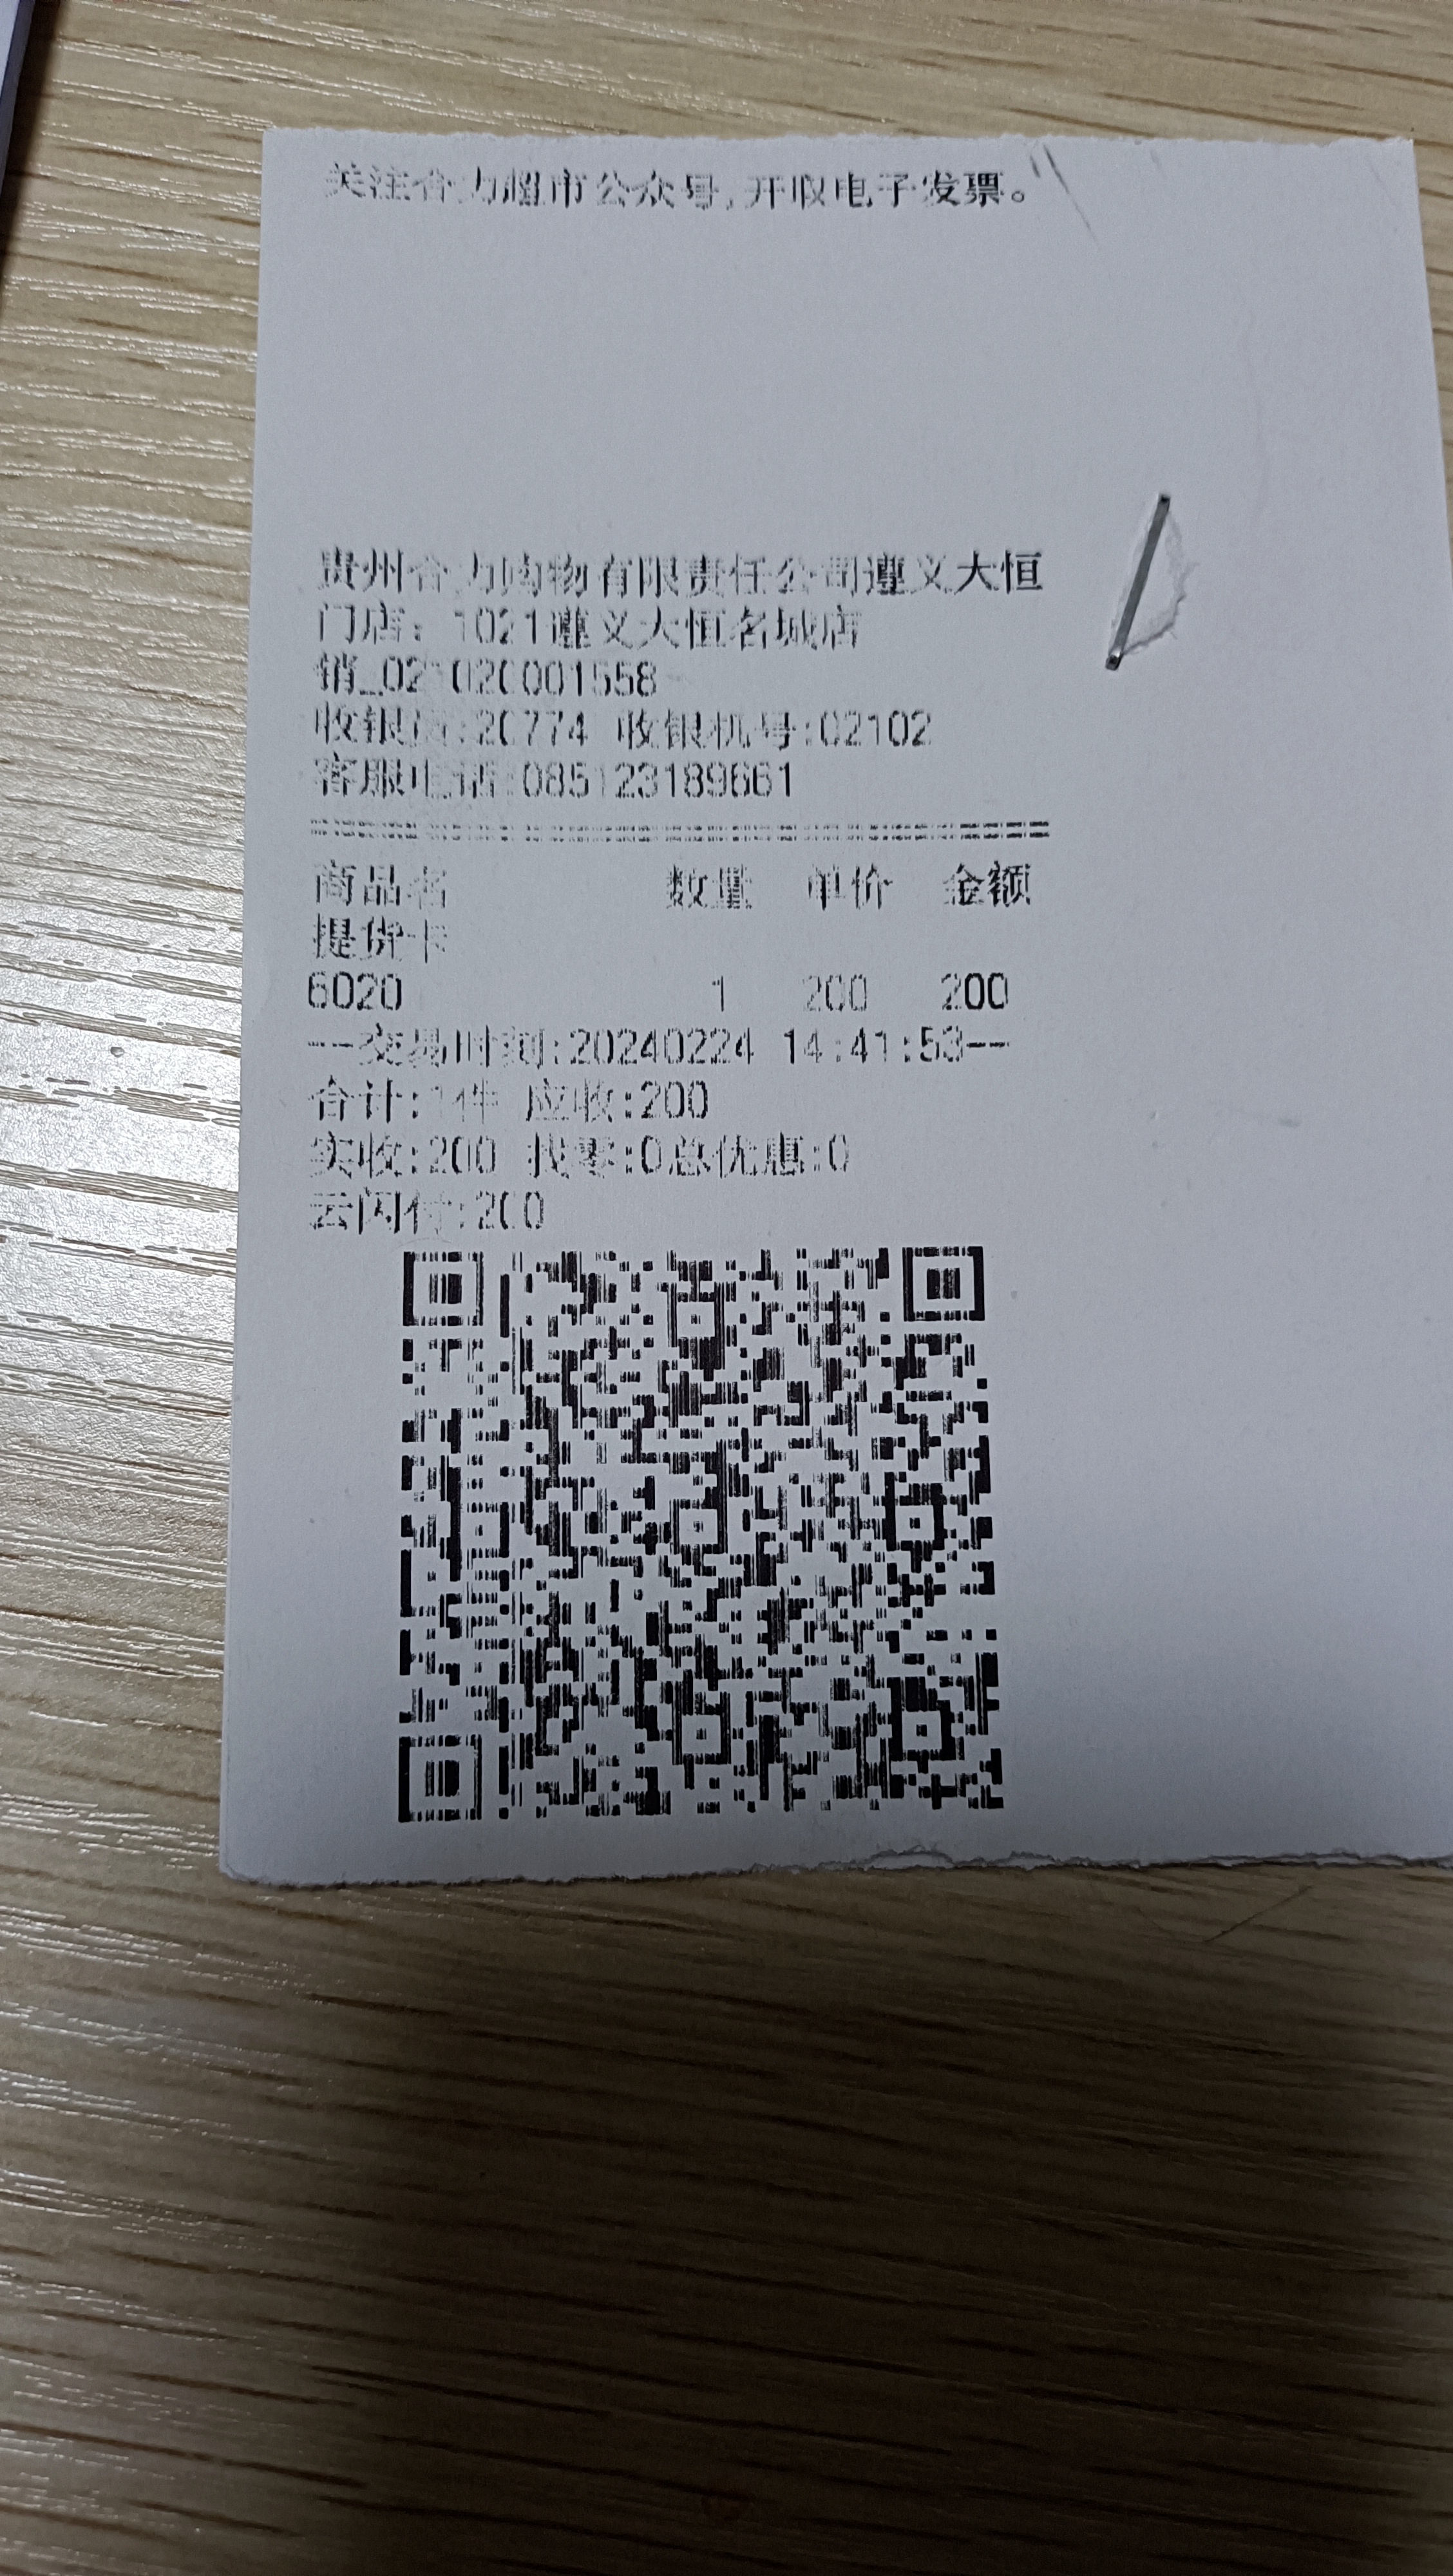 关注合力超市公众号,开取电子发票。
贵州合力购物有限责任公司遵义大恒
门店: 1021遵义大恒名城店
销_021020001558
收银员:20774 收银机号:02102
客服电话:085123189661
================================
商品名 数量 单价 金额
提货卡
6020 1 200 200
--交易时刻:20240224 14:41:53--
合计:1件 应收:200
实收:200 找零:0总优惠:0
云闪付:200